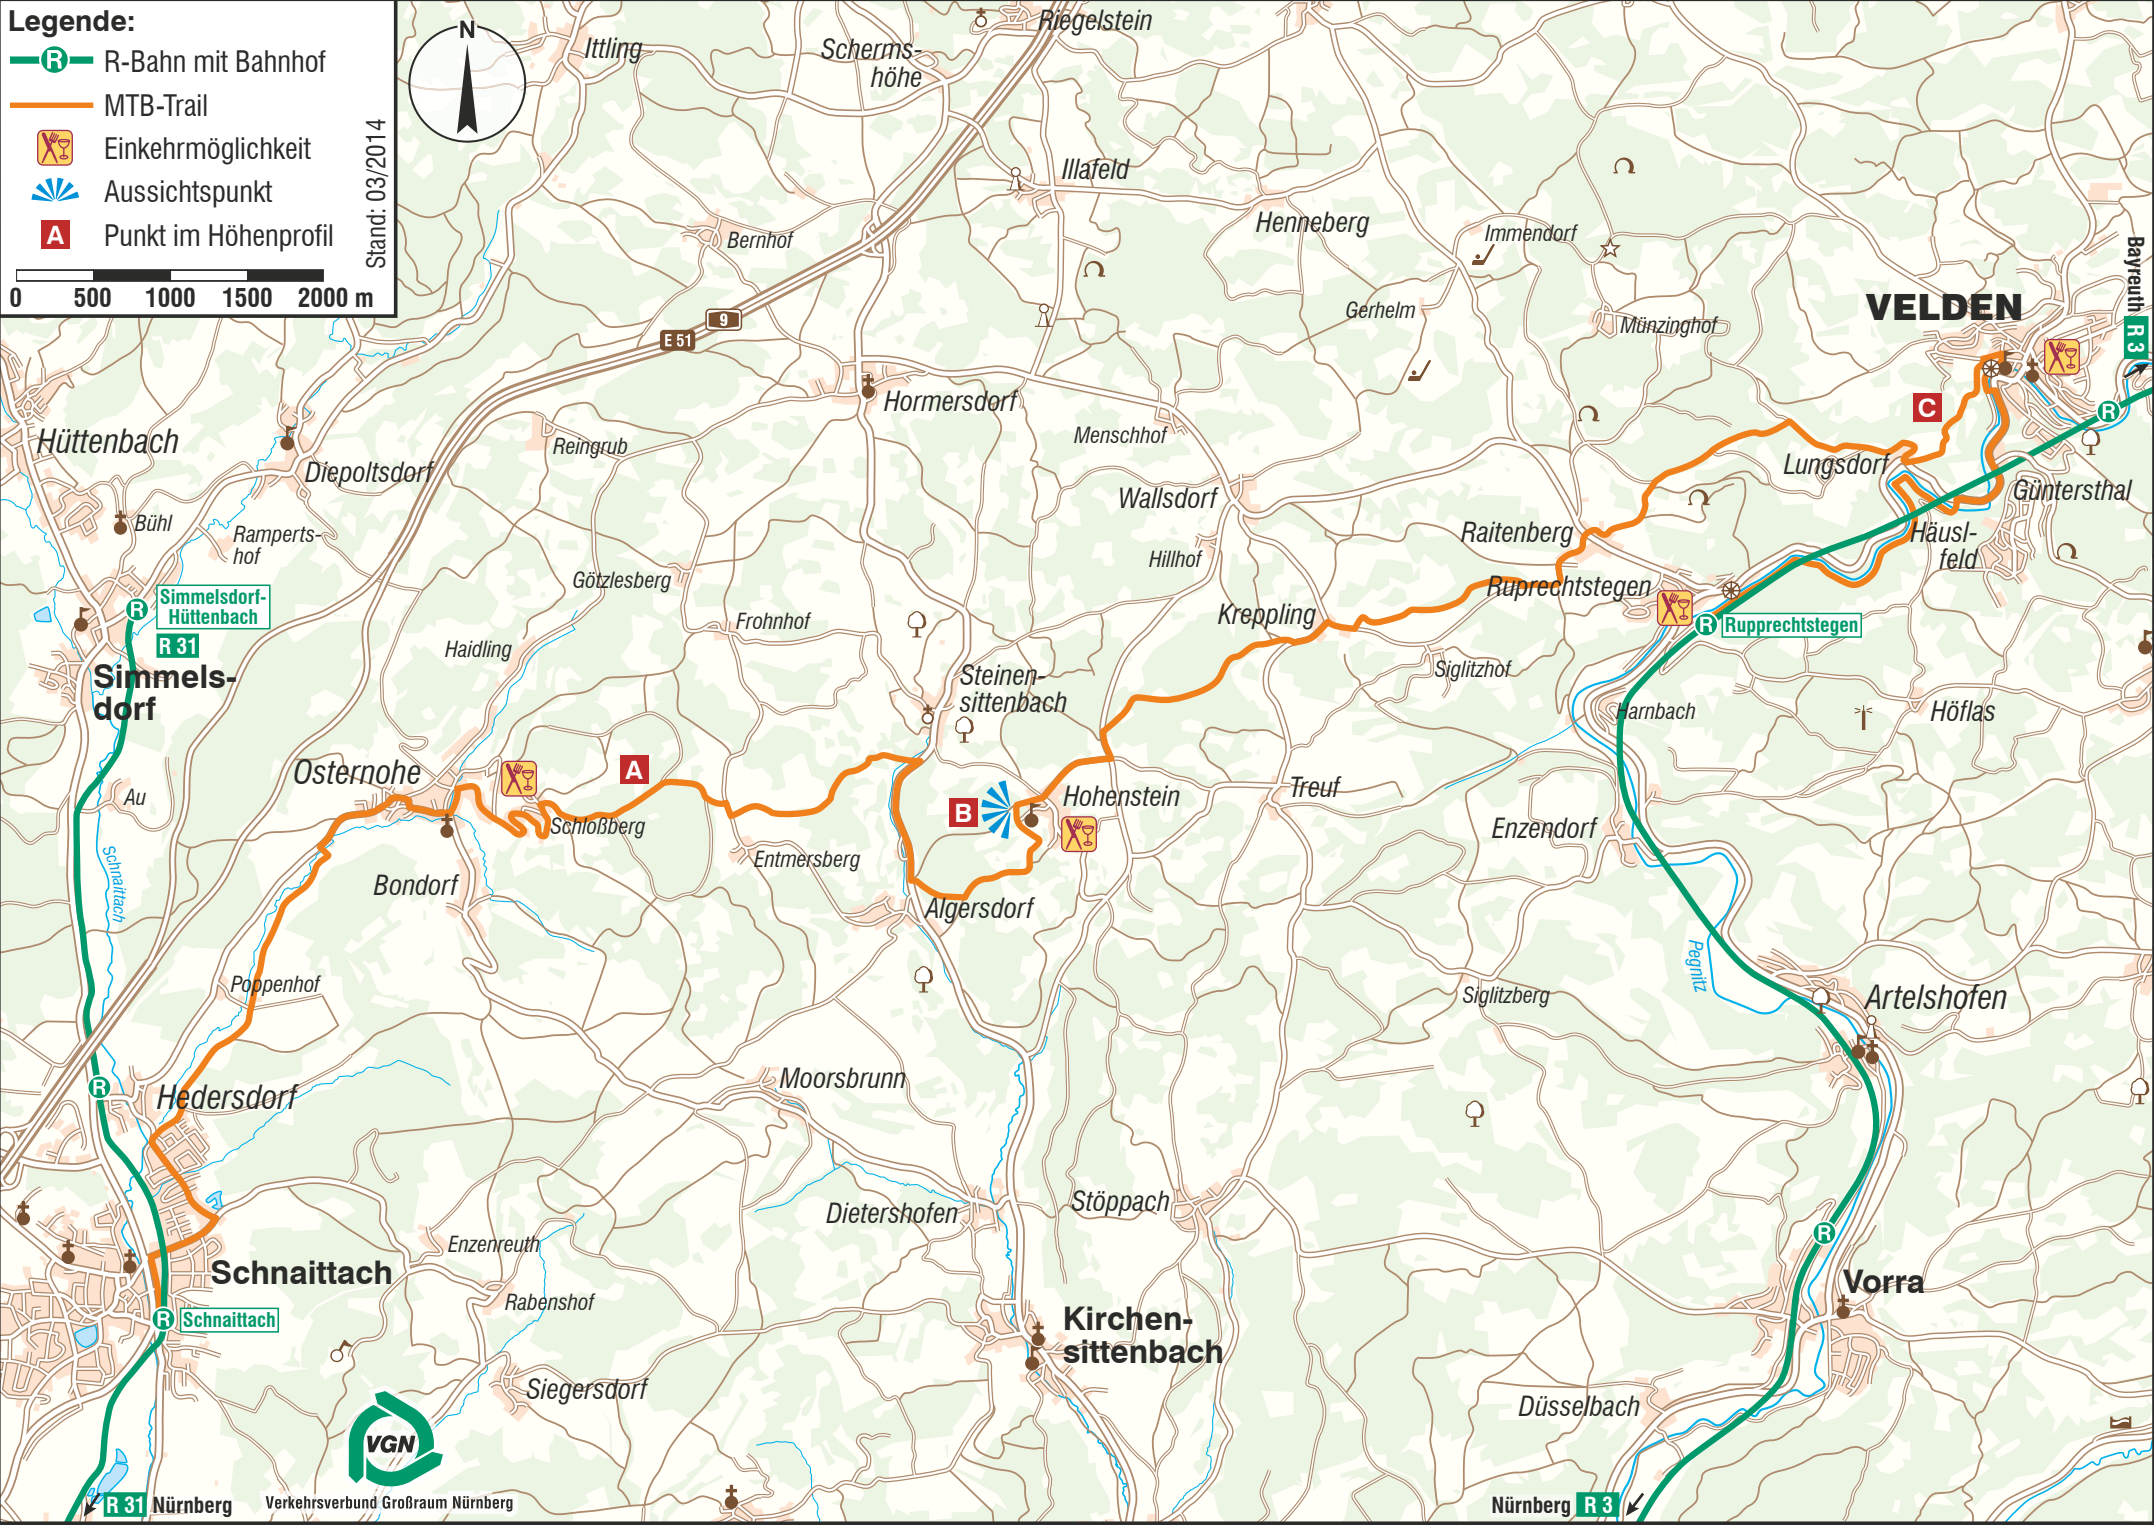 Legende:
R
R-Bahn mit Bahnhof
MTB-Trail
Einkehrmöglichkeit
Aussichtspunkt
A
Punkt im Höhenprofil
0 500 1000 1500 2000 m
Stand: 03/2014
N
Ittling
Scherms-
höhe
Riegelstein
Illafeld
Henneberg
Immendorf
Bernhof
Gerhelm
Münzinghof
VELDEN
Bayreuth
R 3
E 51
9
Hormersdorf
Menschhof
C
R
Hüttenbach
Diepoltsdorf
Reingrub
Lungsdorf
Güntersthal
Wallsdorf
Bühl
Ramperts-
hof
Raitenberg
Häusl-
feld
Hillhof
Götzlesberg
Ruprechtstegen
R
Simmelsdorf-
Hüttenbach
R 31
Frohnhof
Kreppling
R
Rupprechtstegen
Haidling
Simmels-
dorf
Steinen-
sittenbach
Siglitzhof
Harnbach
Höflas
Osternohe
A
Au
Schloßberg
B
Hohenstein
Treuf
Enzendorf
Schnaittach
Bondorf
Entmersberg
Algersdorf
Pegnitz
Poppenhof
Siglitzberg
Artelshofen
R
Hedersdorf
Moorsbrunn
Dietershofen
Stöppach
R
Enzenreuth
Schnaittach
Rabenshof
R
Schnaittach
Vorra
Kirchen-
sittenbach
Siegersdorf
Düsselbach
VGN
R 31 Nürnberg
Verkehrsverbund Großraum Nürnberg
Nürnberg R 3